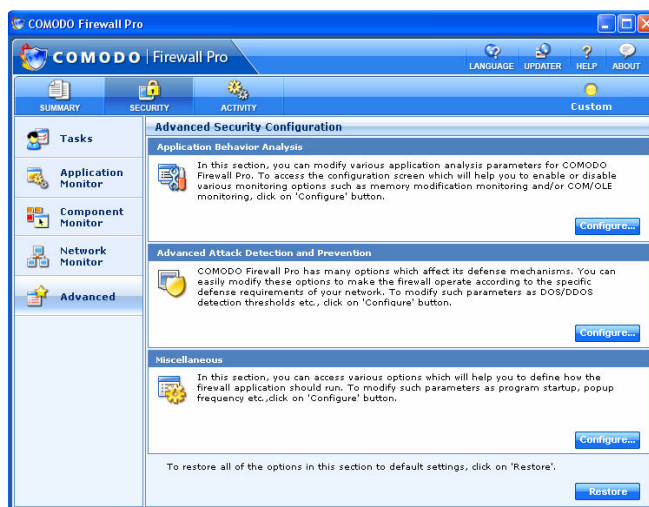 COMODO Firewall Pro
COMODO | Firewall Pro
LANGUAGE UPDATER HELP ABOUT
SUMMARY SECURITY ACTIVITY
Custom
Tasks
Application Monitor
Component Monitor
Network Monitor
Advanced
Advanced Security Configuration
Application Behavior Analysis
In this section, you can modify various application analysis parameters for COMODO
Firewall Pro. To access the configuration screen which will help you to enable or disable
various monitoring options such as memory modification monitoring and/or COM/OLE
monitoring, click on 'Configure' button.
Configure...
Advanced Attack Detection and Prevention
COMODO Firewall Pro has many options which affect its defense mechanisms. You can
easily modify these options to make the firewall operate according to the specific
defense requirements of your network. To modify such parameters as DOS/DDOS
detection thresholds etc., click on 'Configure' button.
Configure...
Miscellaneous
In this section, you can access various options which will help you to define how the
firewall application should run. To modify such parameters as program startup, popup
frequency etc.,click on 'Configure' button.
Configure...
To restore all of the options in this section to default settings, click on 'Restore'.
Restore